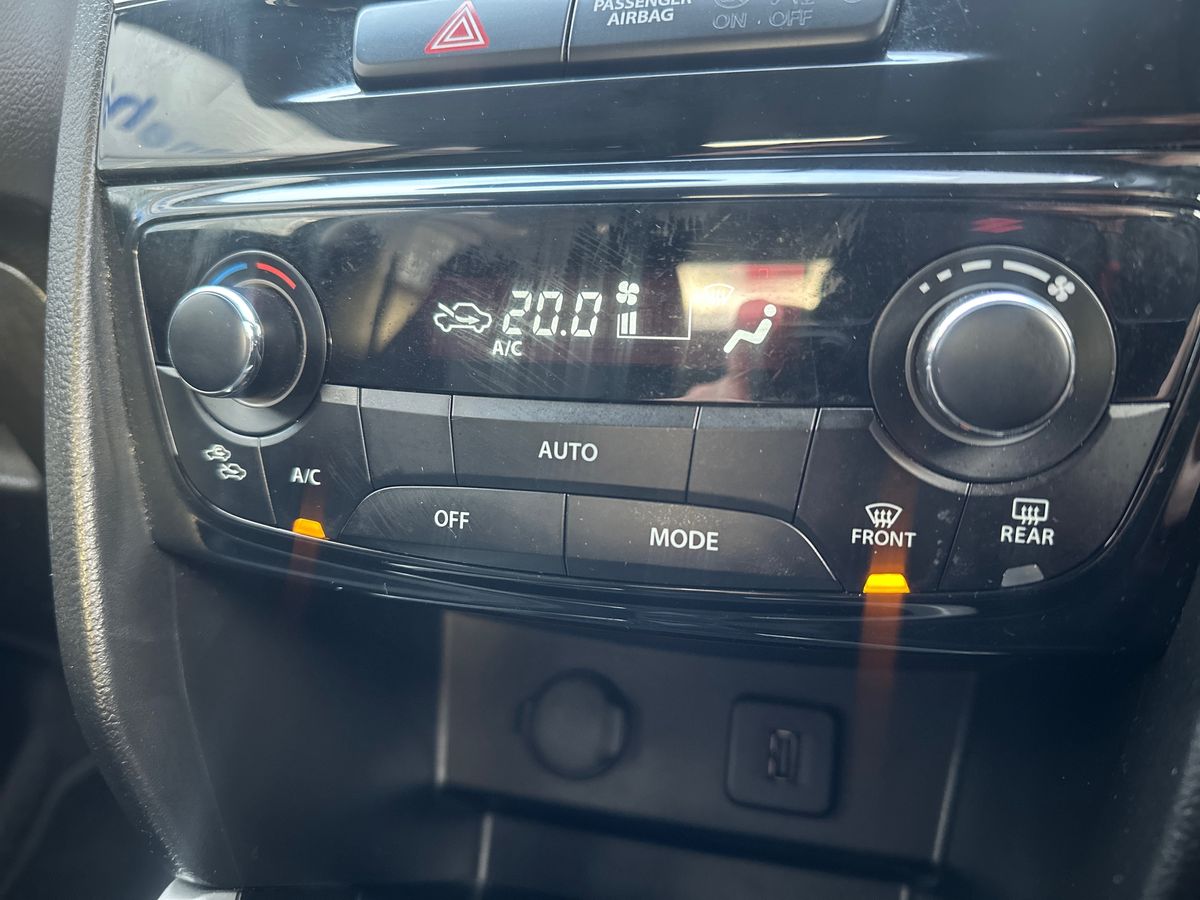 PASSENGER
AIRBAG
ON
OFF
20.0
A/C
A/C
AUTO
OFF
MODE
FRONT
REAR